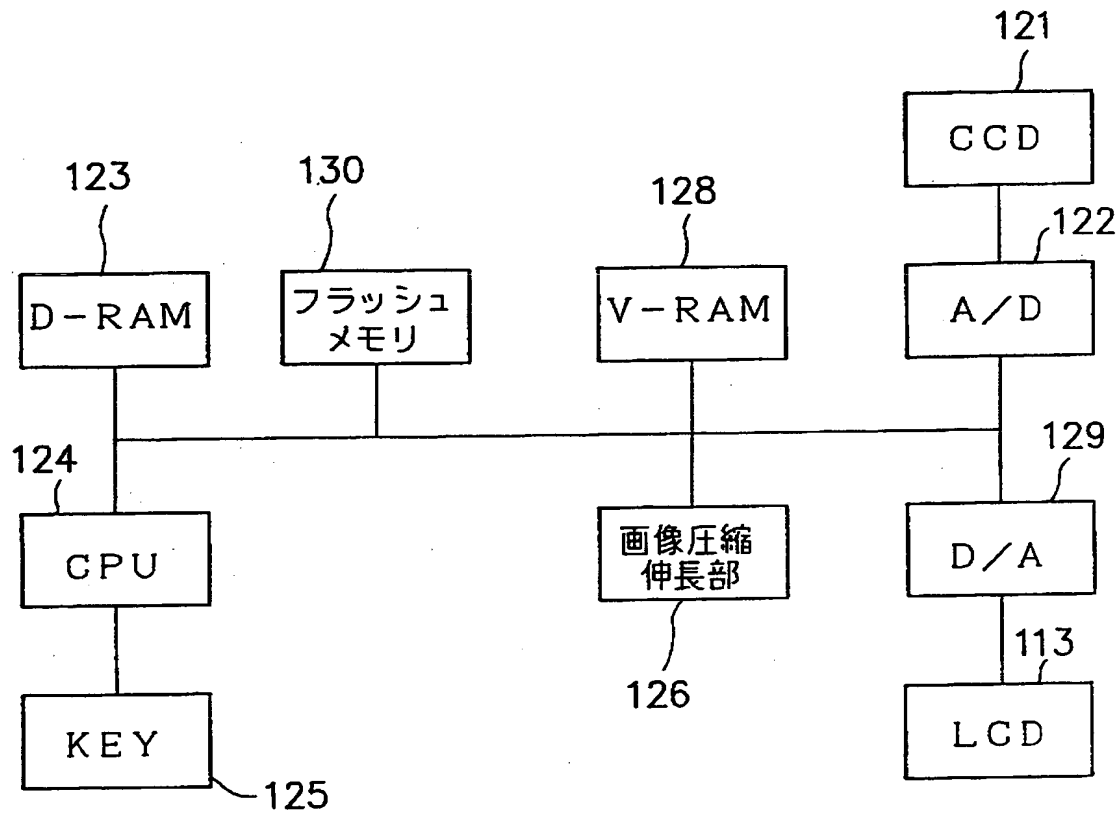 121
CCD
123
130
128
122
D-RAM
フラッシュ
メモリ
V-RAM
A/D
124
129
CPU
画像圧縮
伸長部
D/A
126
113
KEY
LCD
125